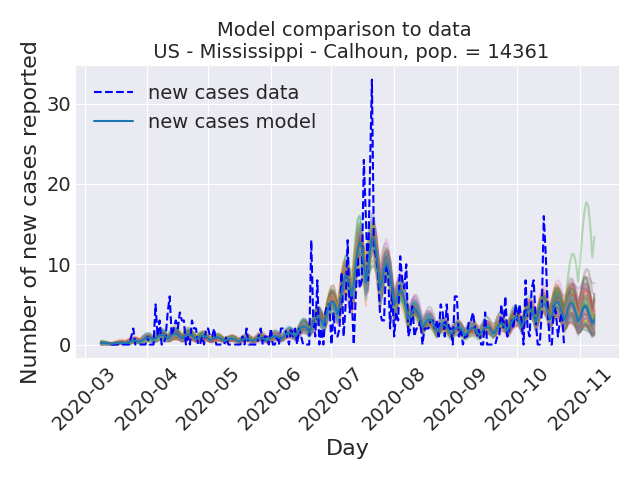 Model comparison to data
US - Mississippi - Calhoun, pop. = 14361
Number of new cases reported
30
20
10
0
new cases data
new cases model
2020-03
2020-04
2020-05
2020-06
2020-07
2020-08
2020-09
2020-10
2020-11
Day